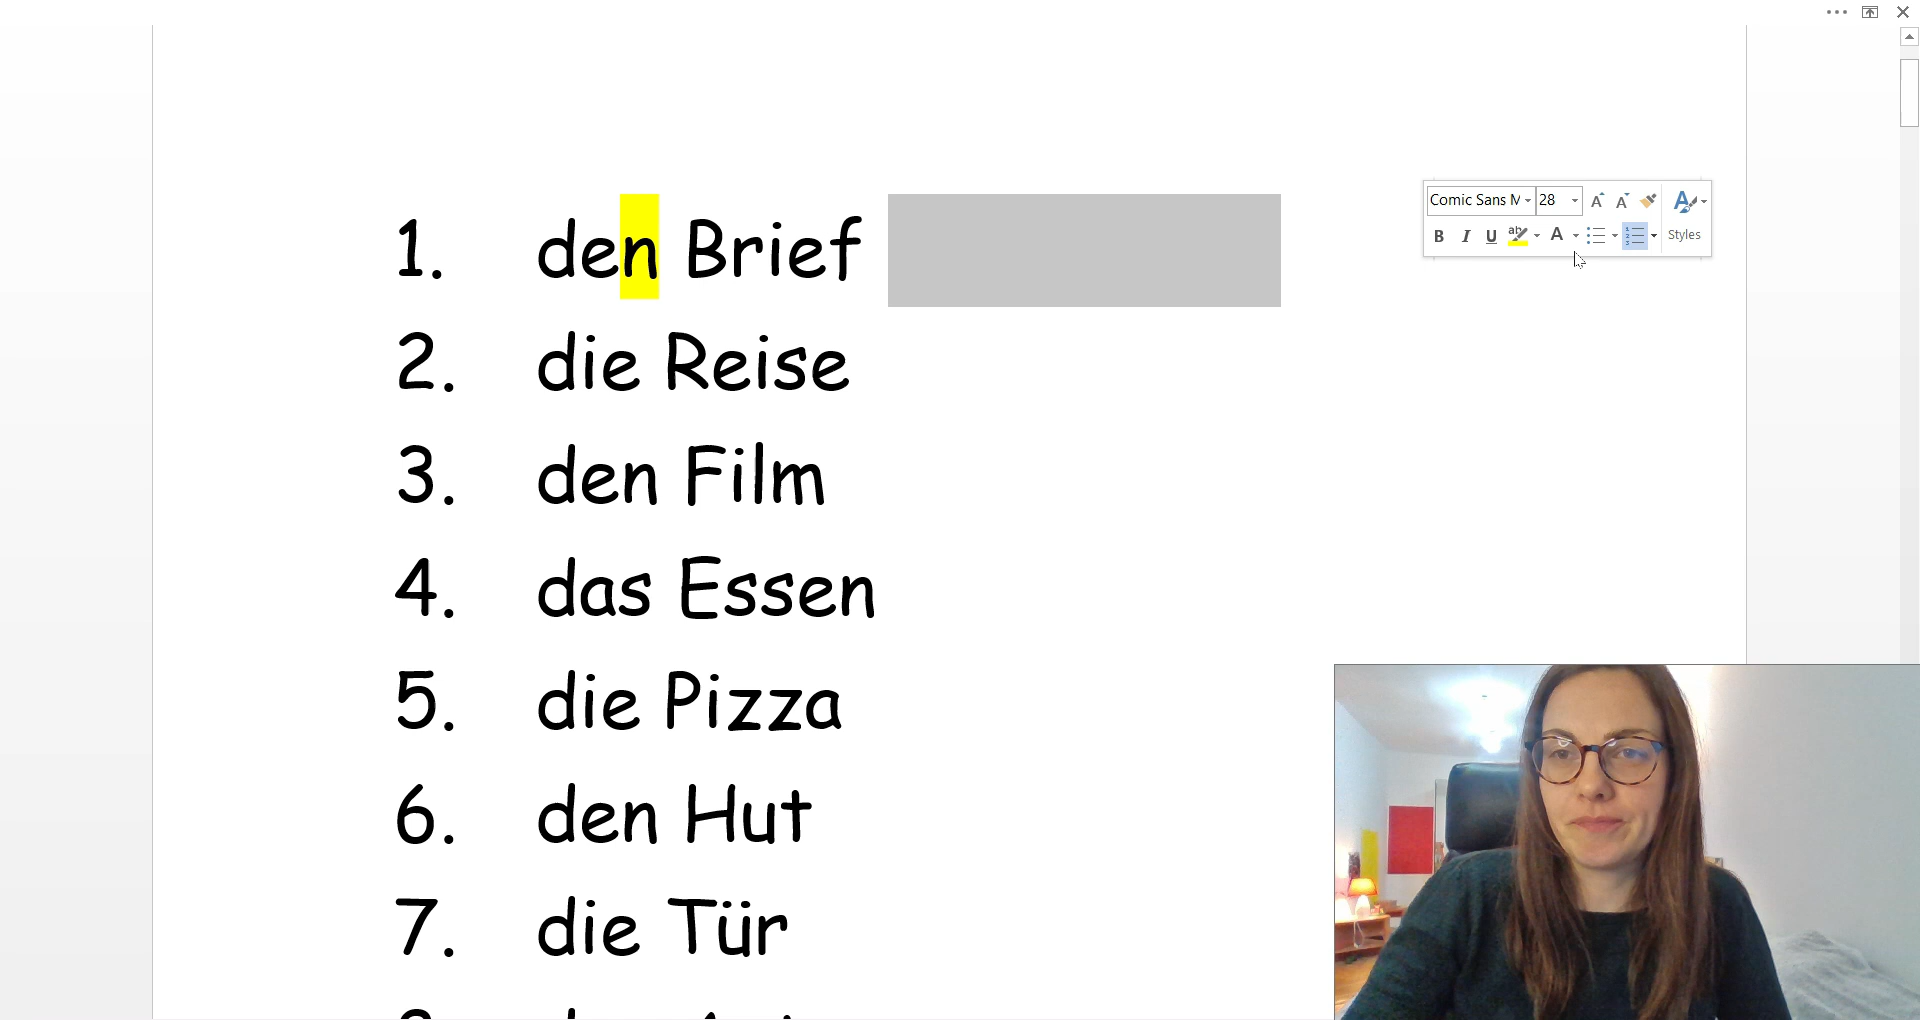 Comic Sans M 28
B I U ab A Styles
1. den Brief
2. die Reise
3. den Film
4. das Essen
5. die Pizza
6. den Hut
7. die Tür